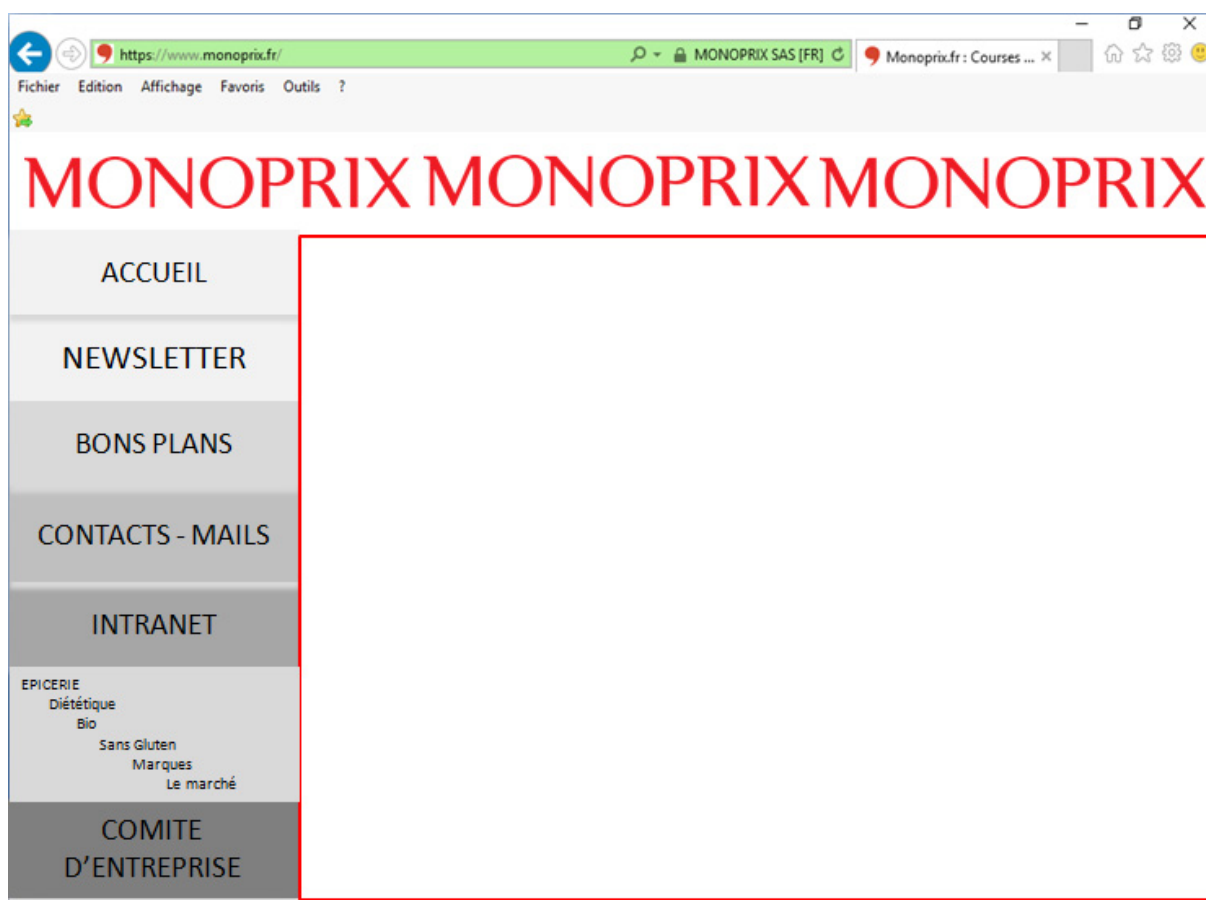 https://www.monoprix.fr/ MONOPRIX SAS [FR] Monoprix.fr : Courses ...
Fichier Edition Affichage Favoris Outils ?
MONOPRIX MONOPRIX MONOPRIX
ACCUEIL
NEWSLETTER
BONS PLANS
CONTACTS - MAILS
INTRANET
EPICERIE
Diététique
Bio
Sans Gluten
Marques
Le marché
COMITE
D'ENTREPRISE